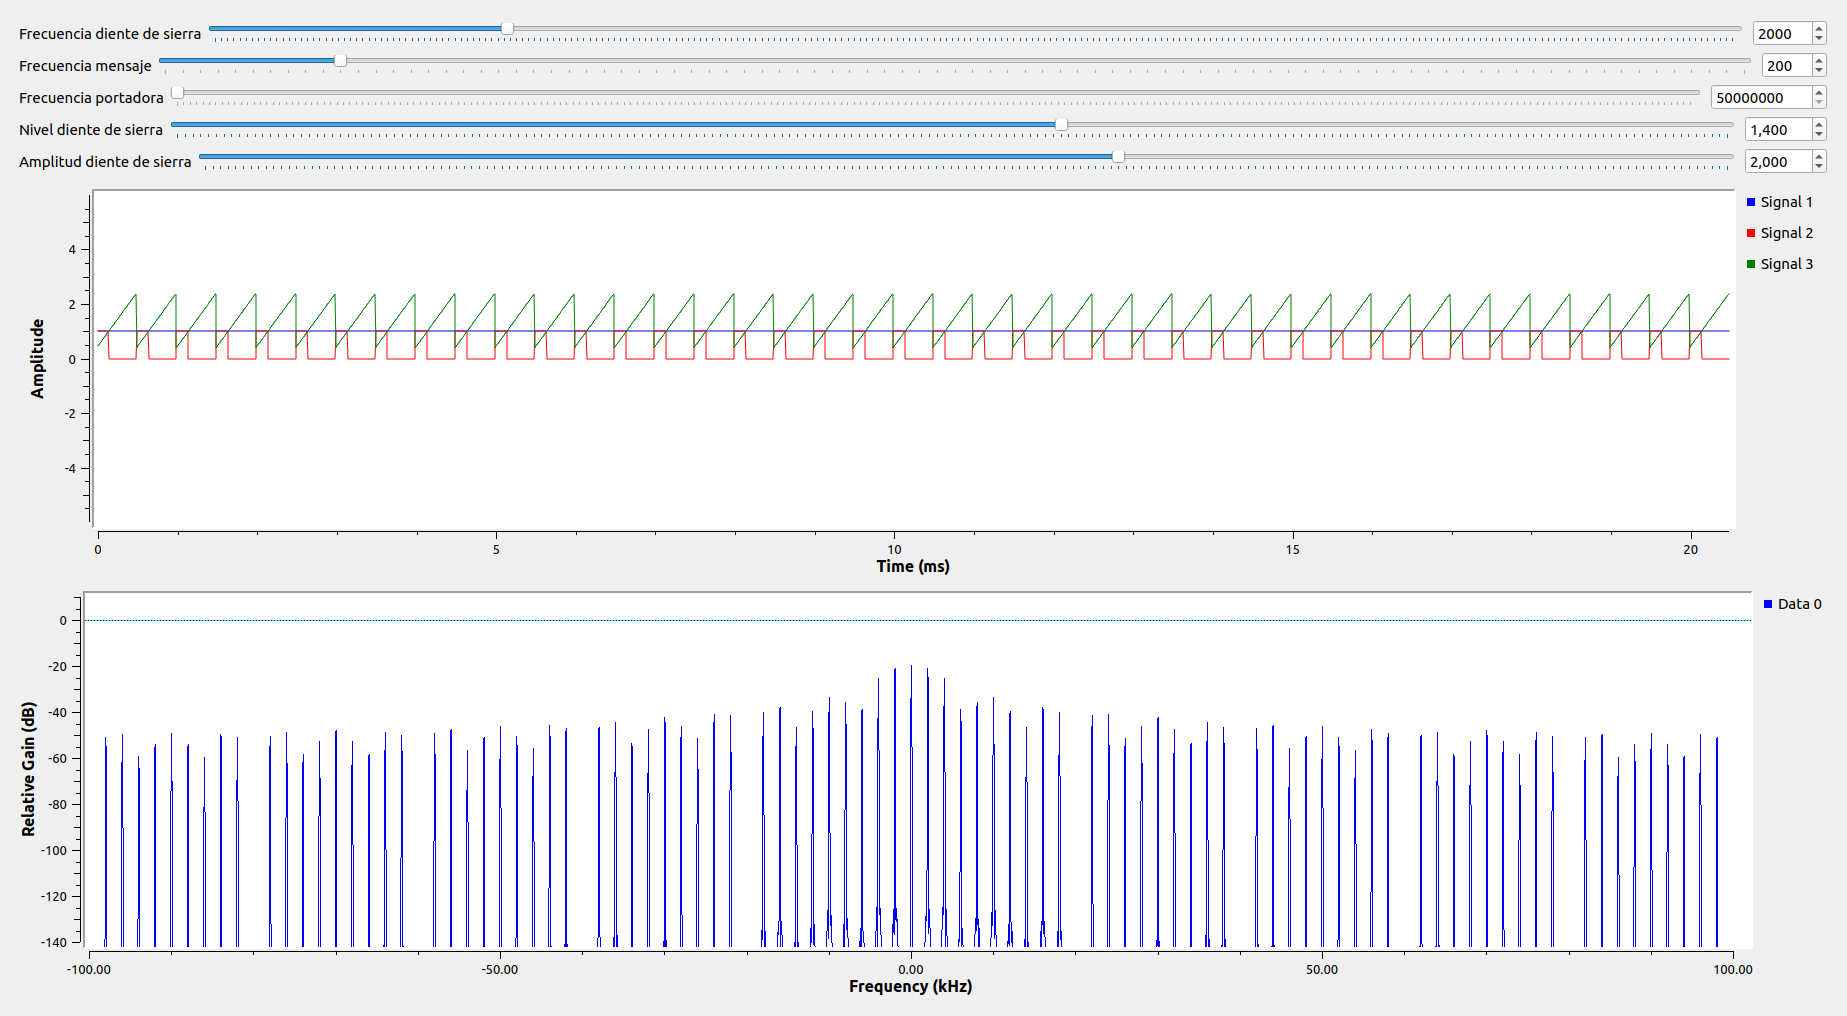 Frecuencia diente de sierra 2000
Frecuencia mensaje 200
Frecuencia portadora 50000000
Nivel diente de sierra 1,400
Amplitud diente de sierra 2,000
Signal 1
Signal 2
Signal 3
Amplitude
4
2
0
-2
-4
0 5 10 15 20
Time (ms)
Data 0
Relative Gain (dB)
0
-20
-40
-60
-80
-100
-120
-140
-100.00 -50.00 0.00 50.00 100.00
Frequency (kHz)